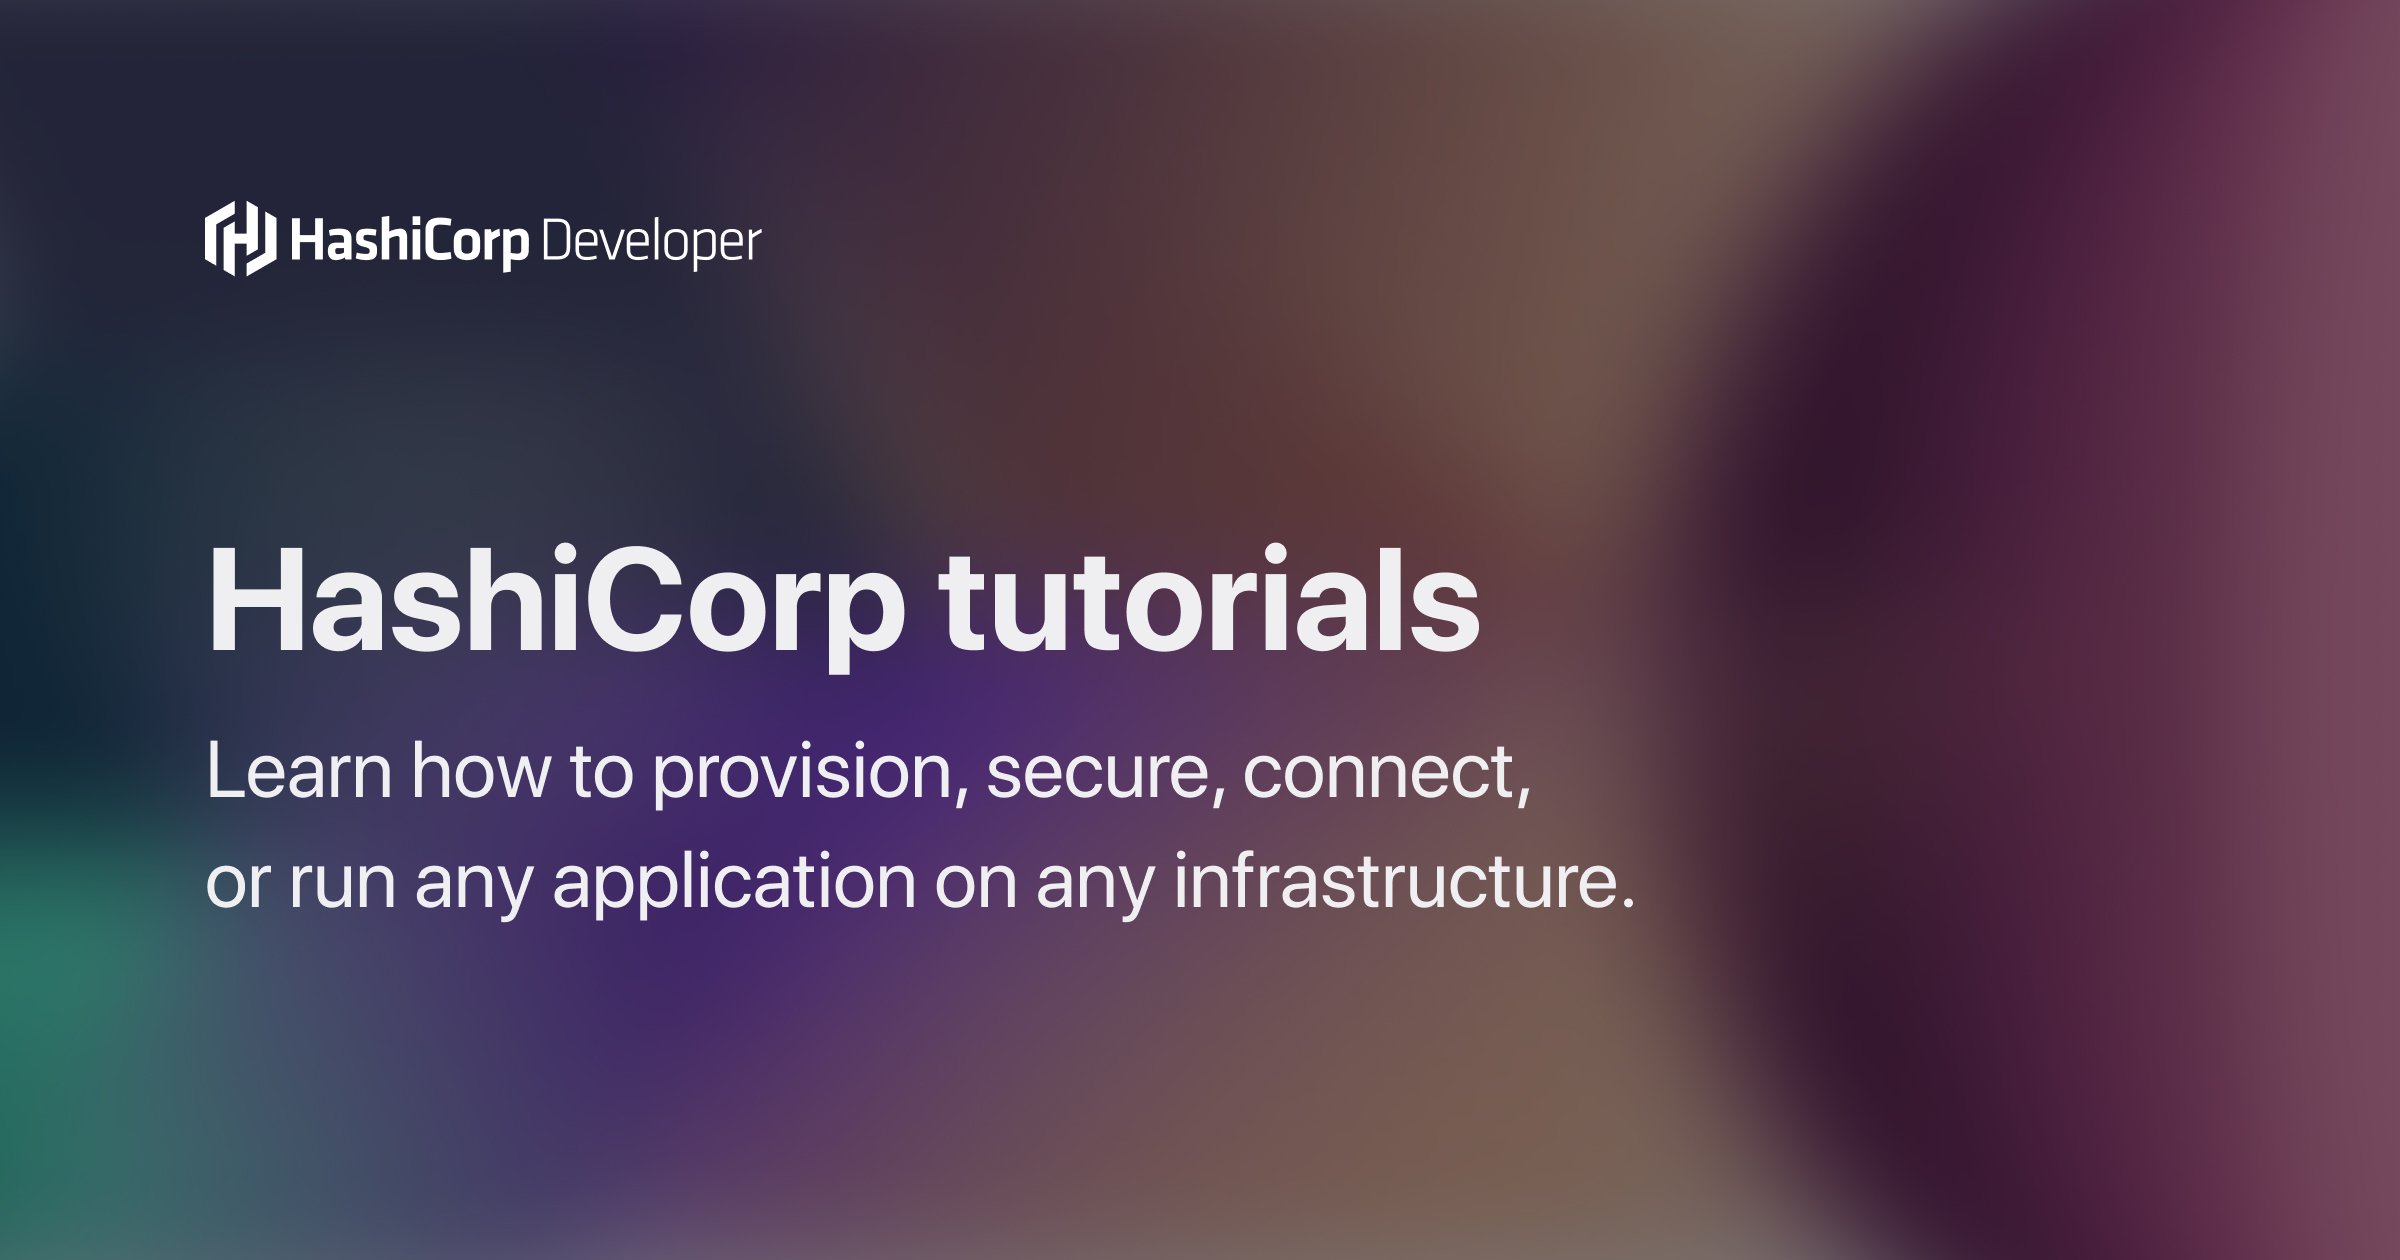 HashiCorp Developer
HashiCorp tutorials
Learn how to provision, secure, connect,
or run any application on any infrastructure.